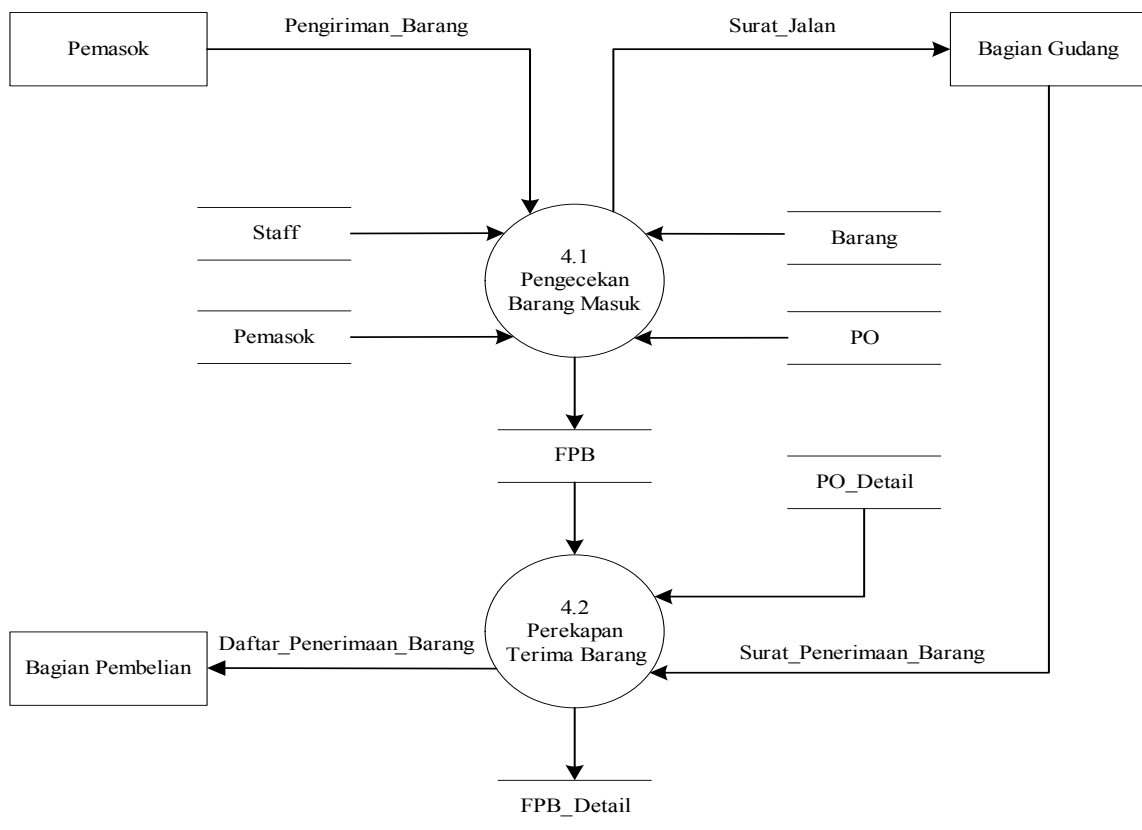 Pengiriman_Barang
Surat_Jalan
Pemasok
Bagian Gudang
Staff
Barang
4.1
Pengecekan
Barang Masuk
Pemasok
PO
FPB
PO_Detail
4.2
Perekapan
Terima Barang
Daftar_Penerimaan_Barang
Surat_Penerimaan_Barang
Bagian Pembelian
FPB_Detail